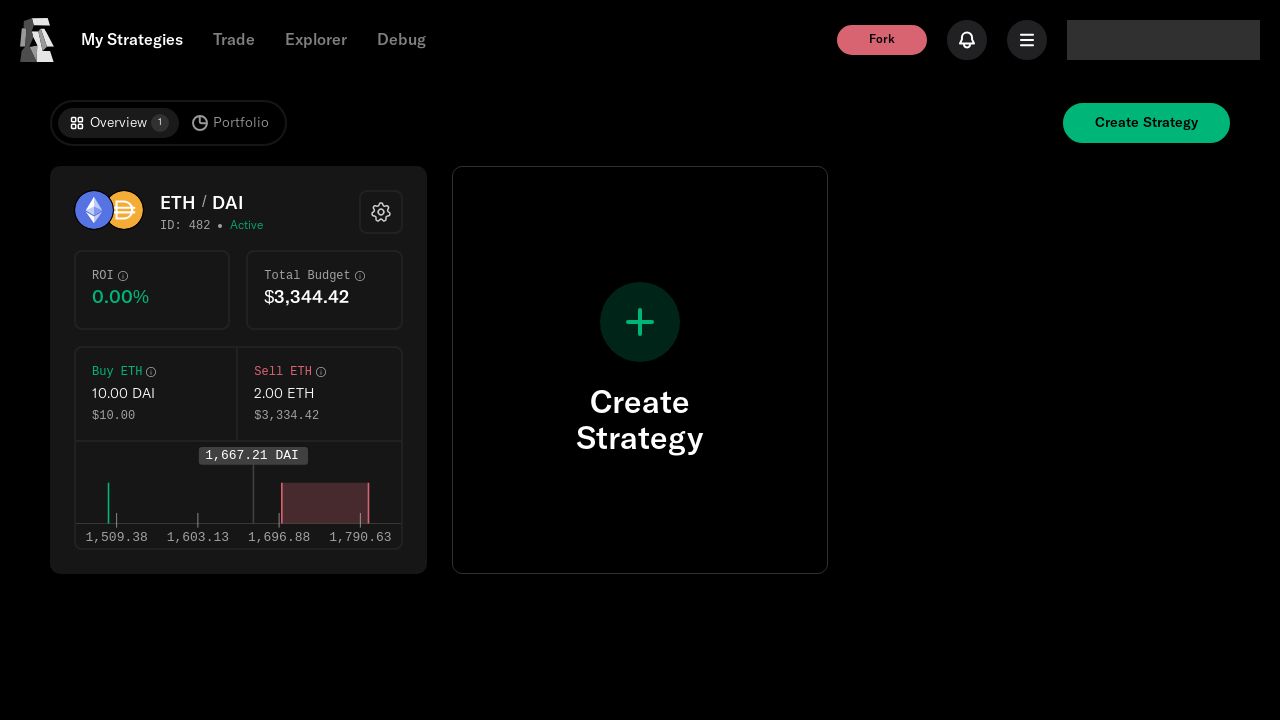 My Strategies Trade Explorer Debug Fork
Overview 1 Portfolio Create Strategy
ETH / DAI
ID: 482 • Active
ROI Total Budget
0.00% $3,344.42
Buy ETH Sell ETH
10.00 DAI 2.00 ETH
$10.00 $3,334.42
1,667.21 DAI
1,509.38 1,603.13 1,696.88 1,790.63
Create
Strategy